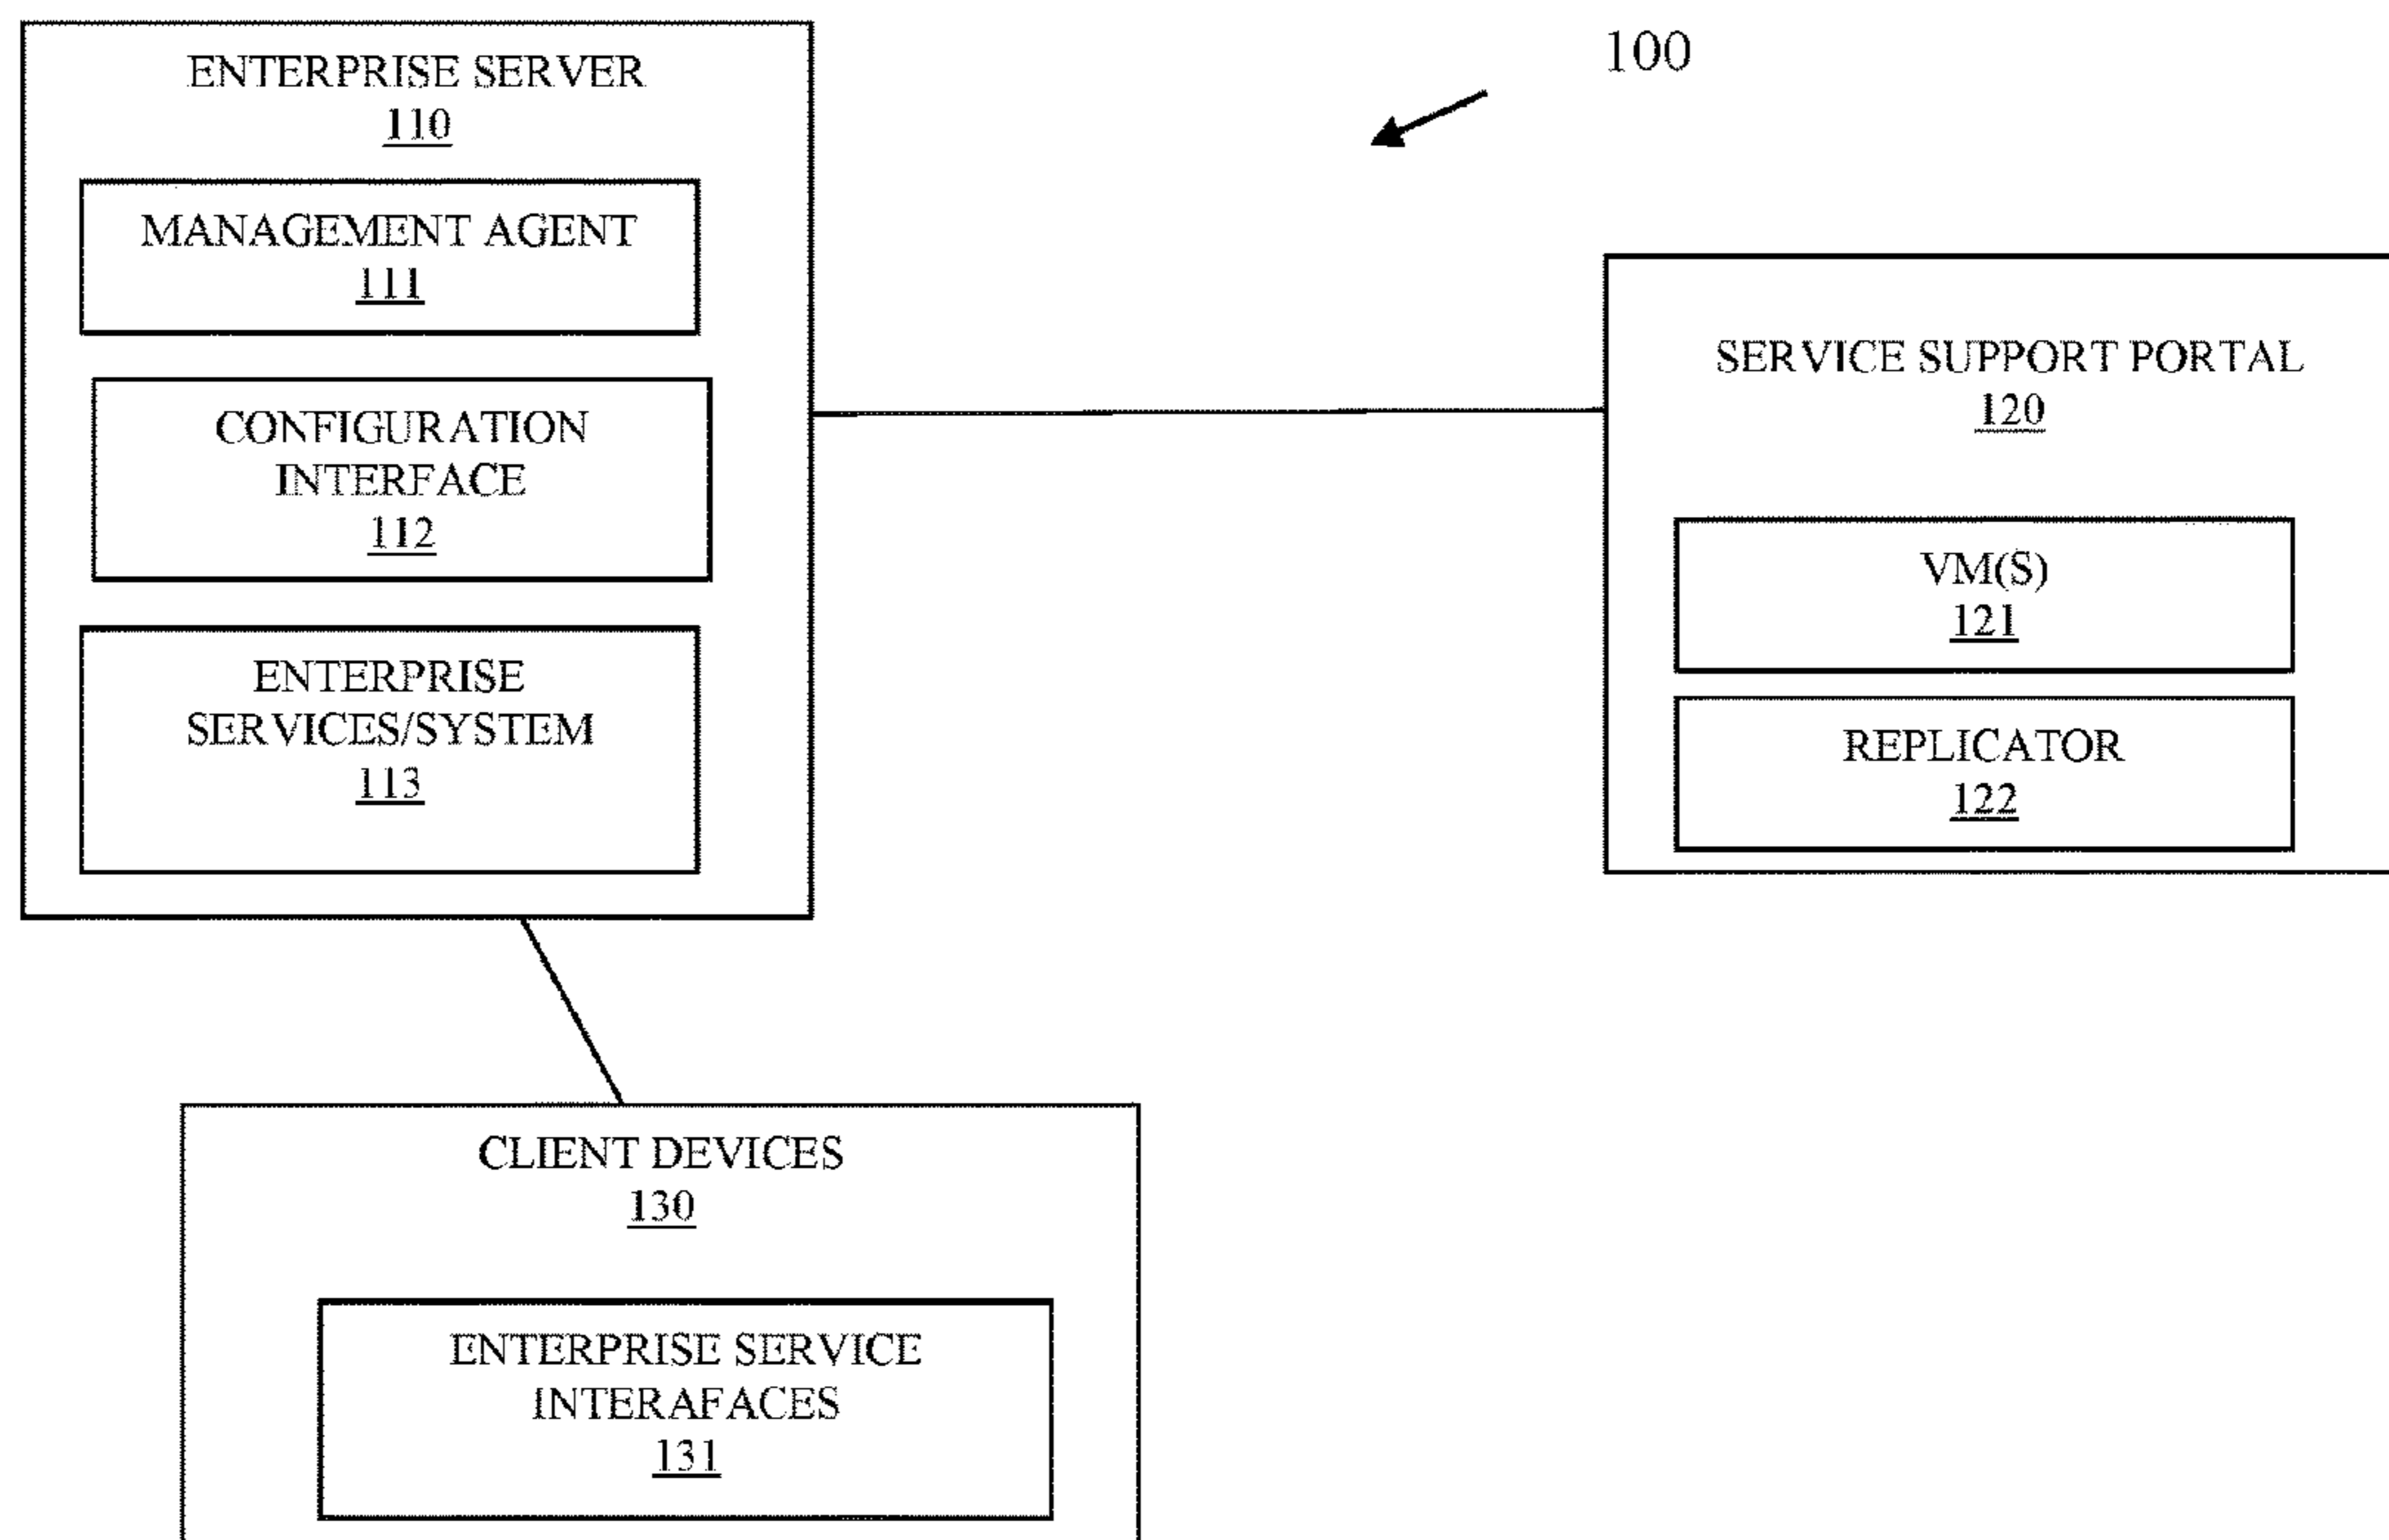 100
ENTERPRISE SERVER
110
MANAGEMENT AGENT
111
CONFIGURATION
INTERFACE
112
ENTERPRISE
SERVICES/SYSTEM
113
SERVICE SUPPORT PORTAL
120
VM(S)
121
REPLICATOR
122
CLIENT DEVICES
130
ENTERPRISE SERVICE
INTERAFACES
131